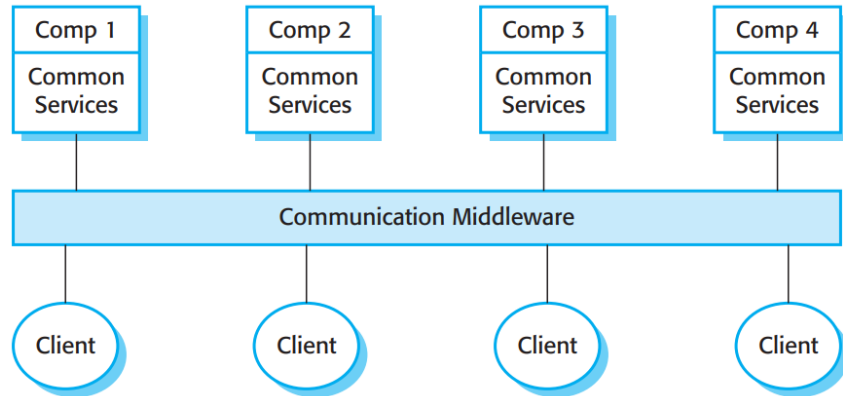 Comp 1
Comp 2
Comp 3
Comp 4
Common
Services
Common
Services
Common
Services
Common
Services
Communication Middleware
Client
Client
Client
Client